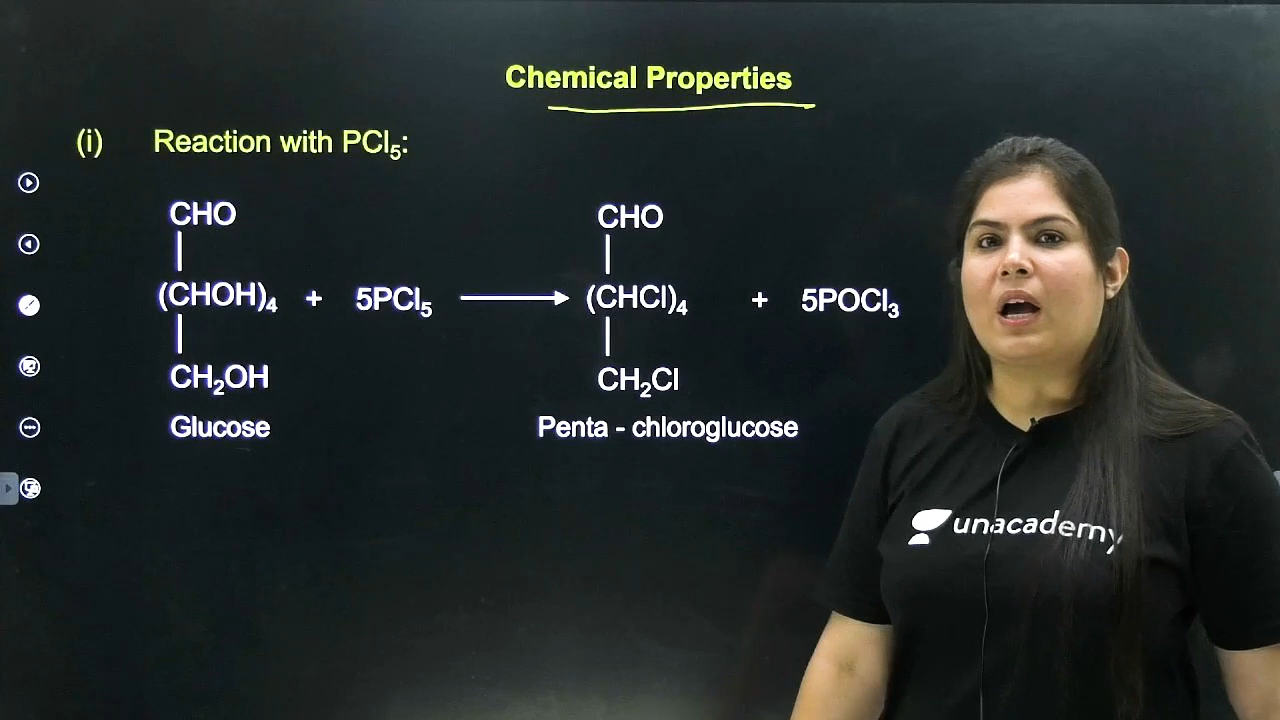 Chemical Properties
(i) Reaction with PCl₅:
CHO CHO
(CHOH)₄ + 5PCl₅ ⟶ (CHCl)₄ + 5POCl₃
CH₂OH CH₂Cl
Glucose Penta - chloroglucose
unacademy